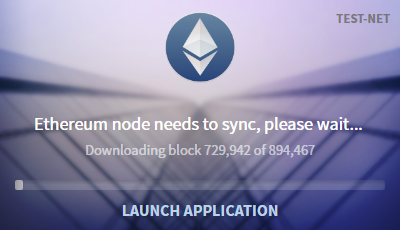 TEST-NET
Ethereum node needs to sync, please wait...
Downloading block 729,942 of 894,467
LAUNCH APPLICATION